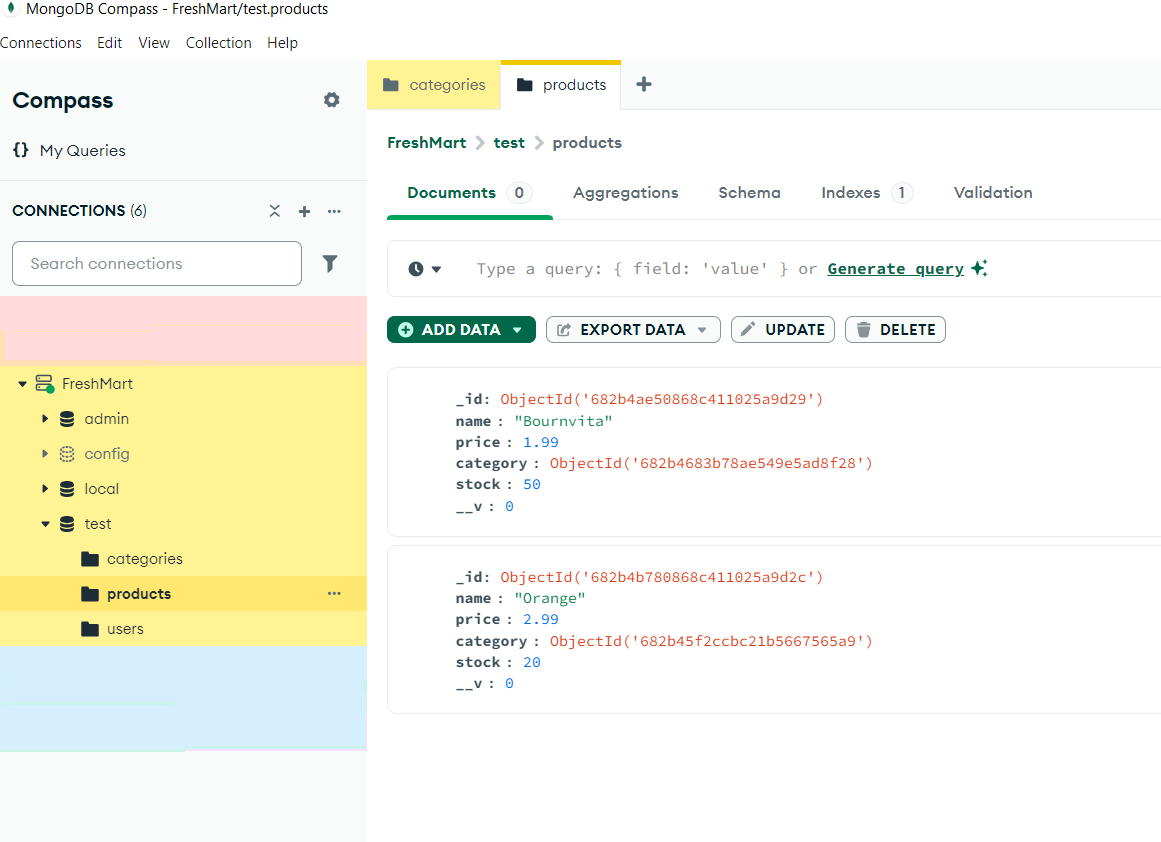 MongoDB Compass - FreshMart/test.products
Connections Edit View Collection Help
Compass
{} My Queries
CONNECTIONS (6)
Search connections
FreshMart
admin
config
local
test
categories
products
users
categories products
FreshMart > test > products
Documents 0 Aggregations Schema Indexes 1 Validation
Type a query: { field: 'value' } or Generate query
ADD DATA EXPORT DATA UPDATE DELETE
_id: ObjectId('682b4ae50868c411025a9d29')
name : "Bournvita"
price : 1.99
category : ObjectId('682b4683b78ae549e5ad8f28')
stock : 50
__v : 0
_id: ObjectId('682b4b780868c411025a9d2c')
name : "Orange"
price : 2.99
category : ObjectId('682b45f2ccbc21b5667565a9')
stock : 20
__v : 0